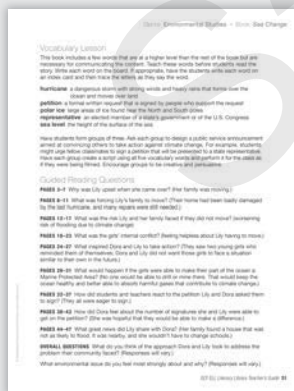 Genre: Environmental Studies • Book: Sea Change
Vocabulary Lesson
This book includes a few words that are at a higher level than the rest of the book but are
necessary for communicating the content. Teach these words before students read the
story. Write each word on the board. If appropriate, have the students write each word on
an index card and then trace the letters as they say the word.
hurricane a dangerous storm with strong winds and heavy rains that forms over the
ocean and moves over land
petition a formal written request that is signed by people who support the request
polar ice large areas of ice found near the North and South poles
representative an elected member of a state's government or of the U.S. Congress
sea level the height of the surface of the sea
Have students form groups of three. Ask each group to design a public service announcement
aimed at convincing others to take action against climate change. For example, students
might urge fellow classmates to sign a petition that will be presented to a state representative.
Have each group create a script using all five vocabulary words and perform it for the class as
if they were being filmed. Encourage groups to be creative and persuasive.
Guided Reading Questions
PAGES 3–7 Why was Lily upset when she came over? (Her family was moving.)
PAGES 8–11 What was forcing Lily's family to move? (Their home had been badly damaged
by the last hurricane, and many repairs were still needed.)
PAGES 12–17 What was the risk Lily and her family faced if they did not move? (worsening
risk of flooding due to climate change)
PAGES 18–23 What was the girls' internal conflict? (feeling helpless about Lily having to move)
PAGES 24–27 What inspired Dora and Lily to take action? (They saw two young girls who
reminded them of themselves. Dora and Lily did not want those girls to face a situation
similar to their own in the future.)
PAGES 28–31 What would happen if the girls were able to make their part of the ocean a
Marine Protected Area? (No one would be able to drill or mine there. That would keep the
ocean healthy and better able to absorb harmful gases that contribute to climate change.)
PAGES 32–37 How did students and teachers react to the petition Lily and Dora asked them
to sign? (They all were eager to sign.)
PAGES 38–43 How did Dora feel about the number of signatures she and Lily were able to
get on the petition? (She was hopeful that they would be able to make a difference.)
PAGES 44–47 What great news did Lily share with Dora? (Her family found a house that was
not as likely to flood. It was nearby, and she wouldn't have to change schools.)
OVERALL QUESTIONS What do you think of the approach Dora and Lily took to address the
problem their community faced? (Responses will vary.)
What environmental issue do you feel most strongly about and why? (Responses will vary.)